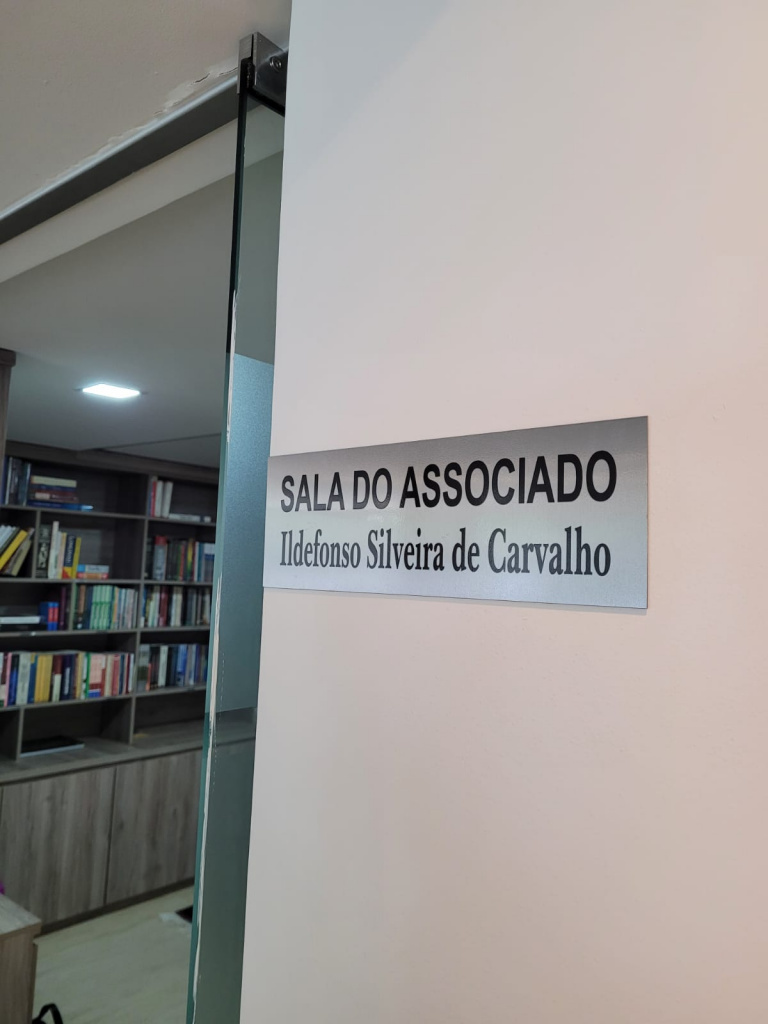 SALA DO ASSOCIADO
Ildefonso Silveira de Carvalho